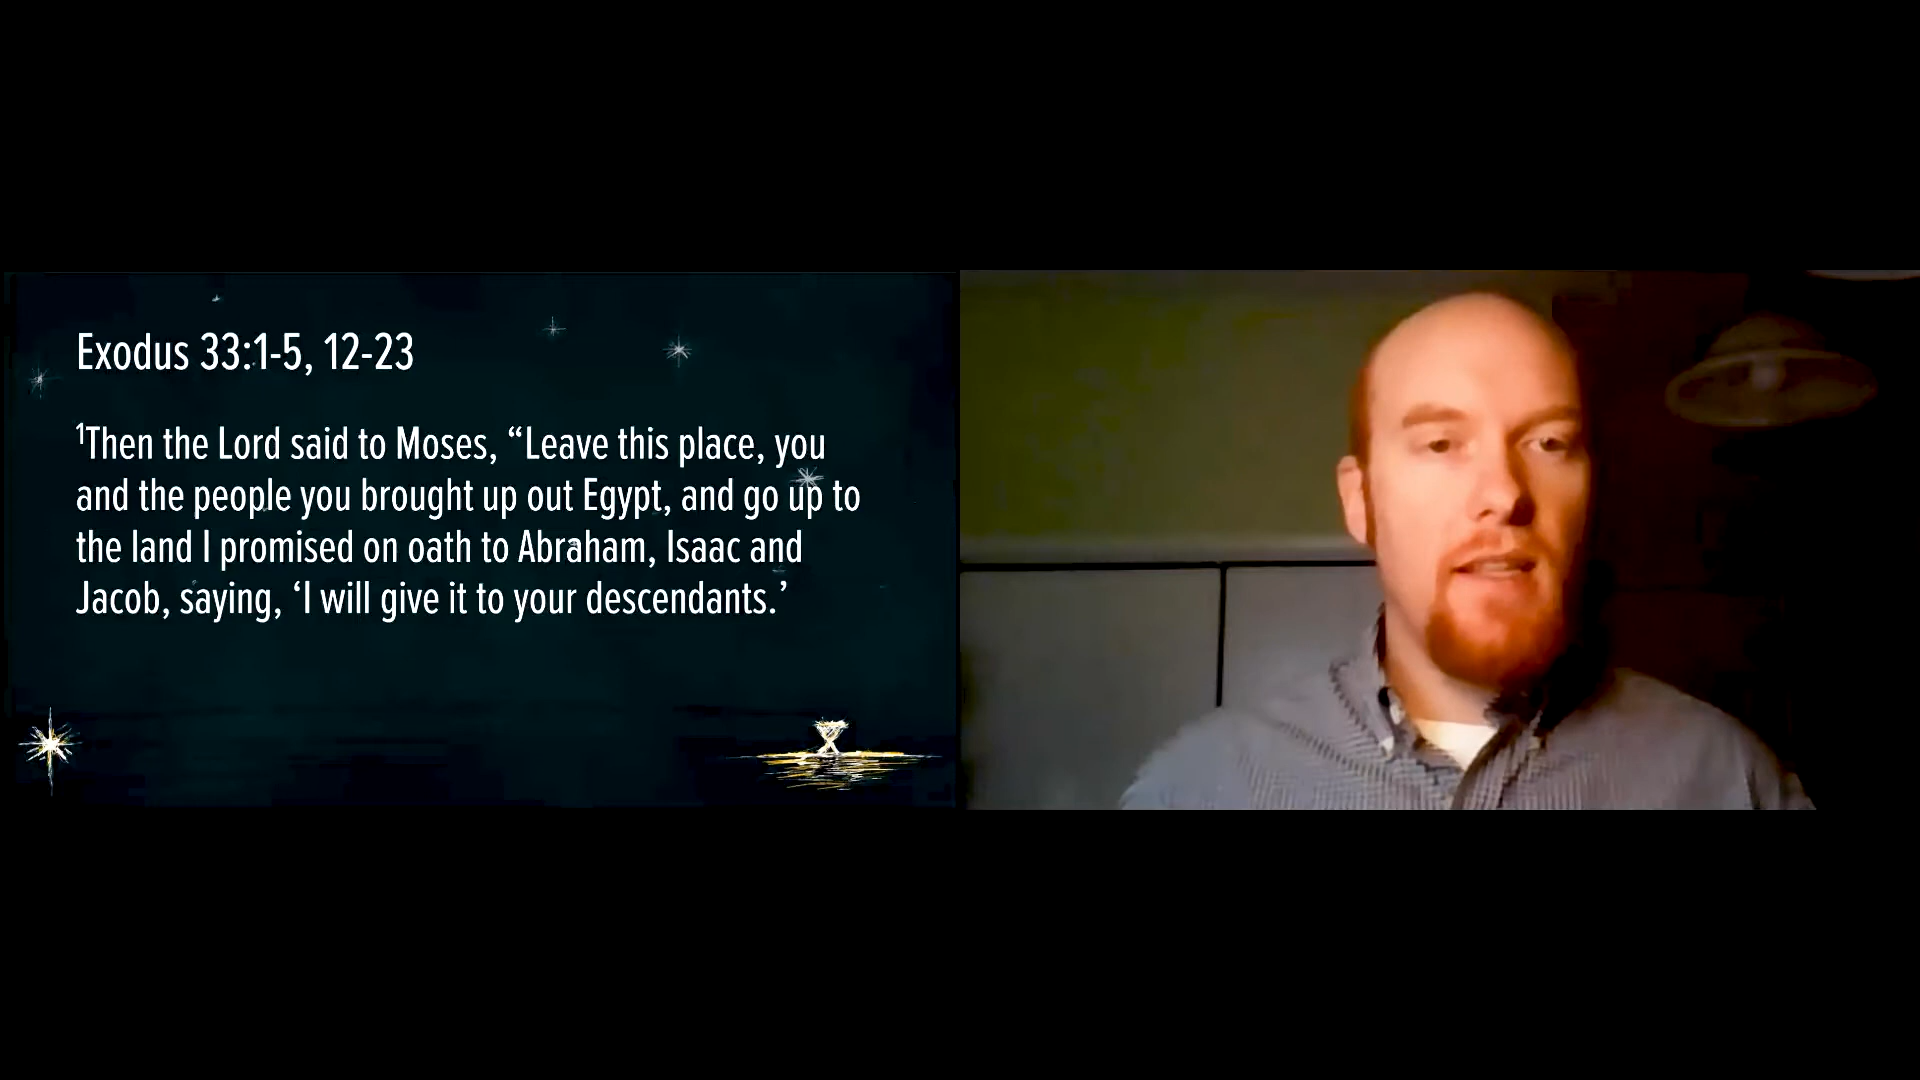 Exodus 33:1-5, 12-23
¹Then the Lord said to Moses, “Leave this place, you
and the people you brought up out Egypt, and go up to
the land I promised on oath to Abraham, Isaac and
Jacob, saying, ‘I will give it to your descendants.’